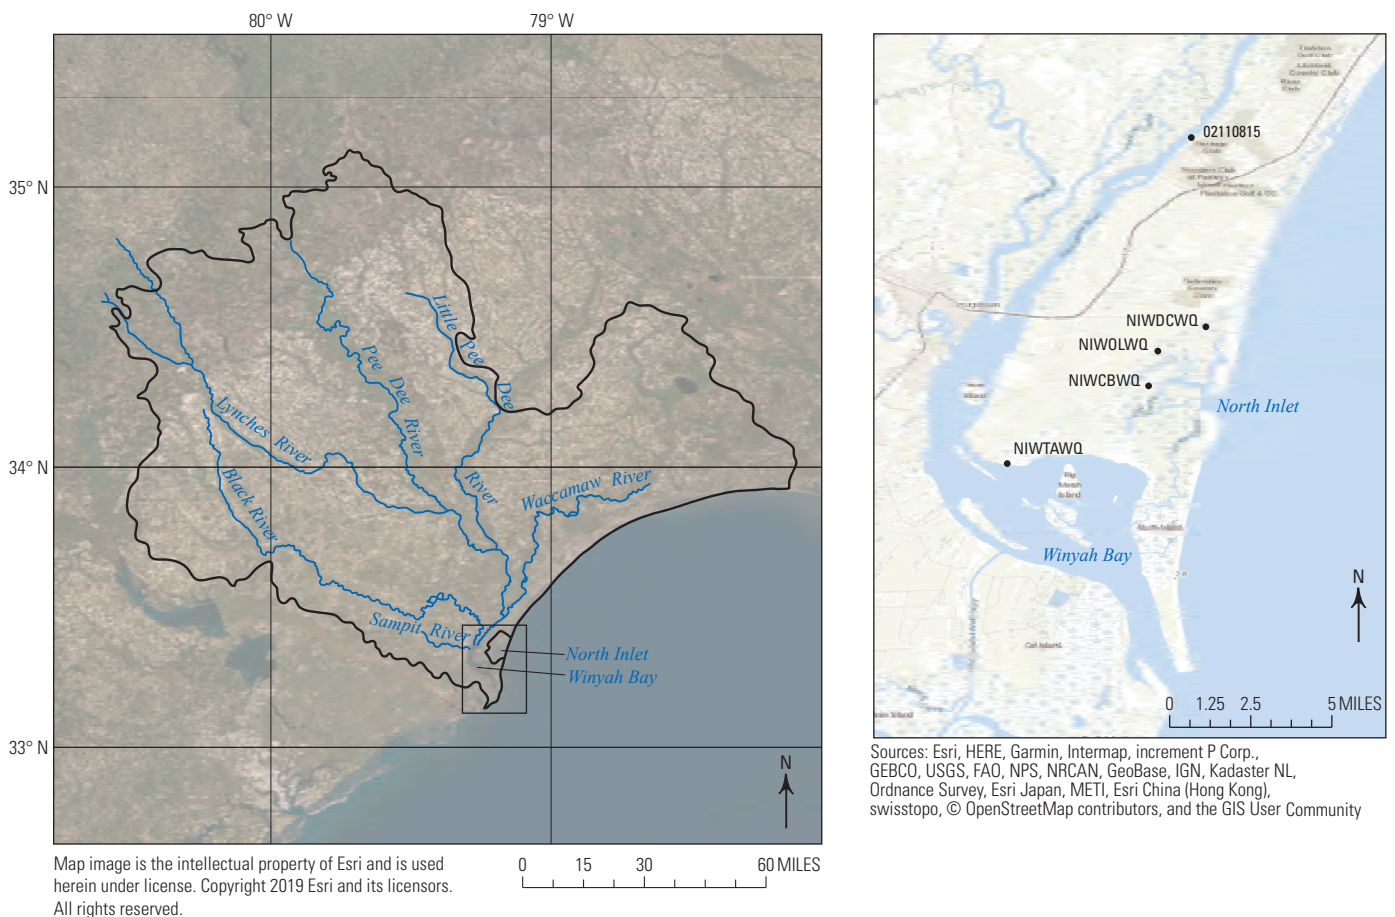 80° W
79° W
35° N
34° N
33° N
Little Pee Dee River
Pee Dee River
Lynches River
Black River
Waccamaw River
Sampit River
North Inlet
Winyah Bay
N
Map image is the intellectual property of Esri and is used
herein under license. Copyright 2019 Esri and its licensors.
All rights reserved.
0 15 30 60 MILES
02110815
NIWDCWQ
NIWOLWQ
NIWCBWQ
North Inlet
NIWTAWQ
Winyah Bay
Cat Island
N
0 1.25 2.5 5 MILES
Sources: Esri, HERE, Garmin, Intermap, increment P Corp.,
GEBCO, USGS, FAO, NPS, NRCAN, GeoBase, IGN, Kadaster NL,
Ordnance Survey, Esri Japan, METI, Esri China (Hong Kong),
swisstopo, © OpenStreetMap contributors, and the GIS User Community